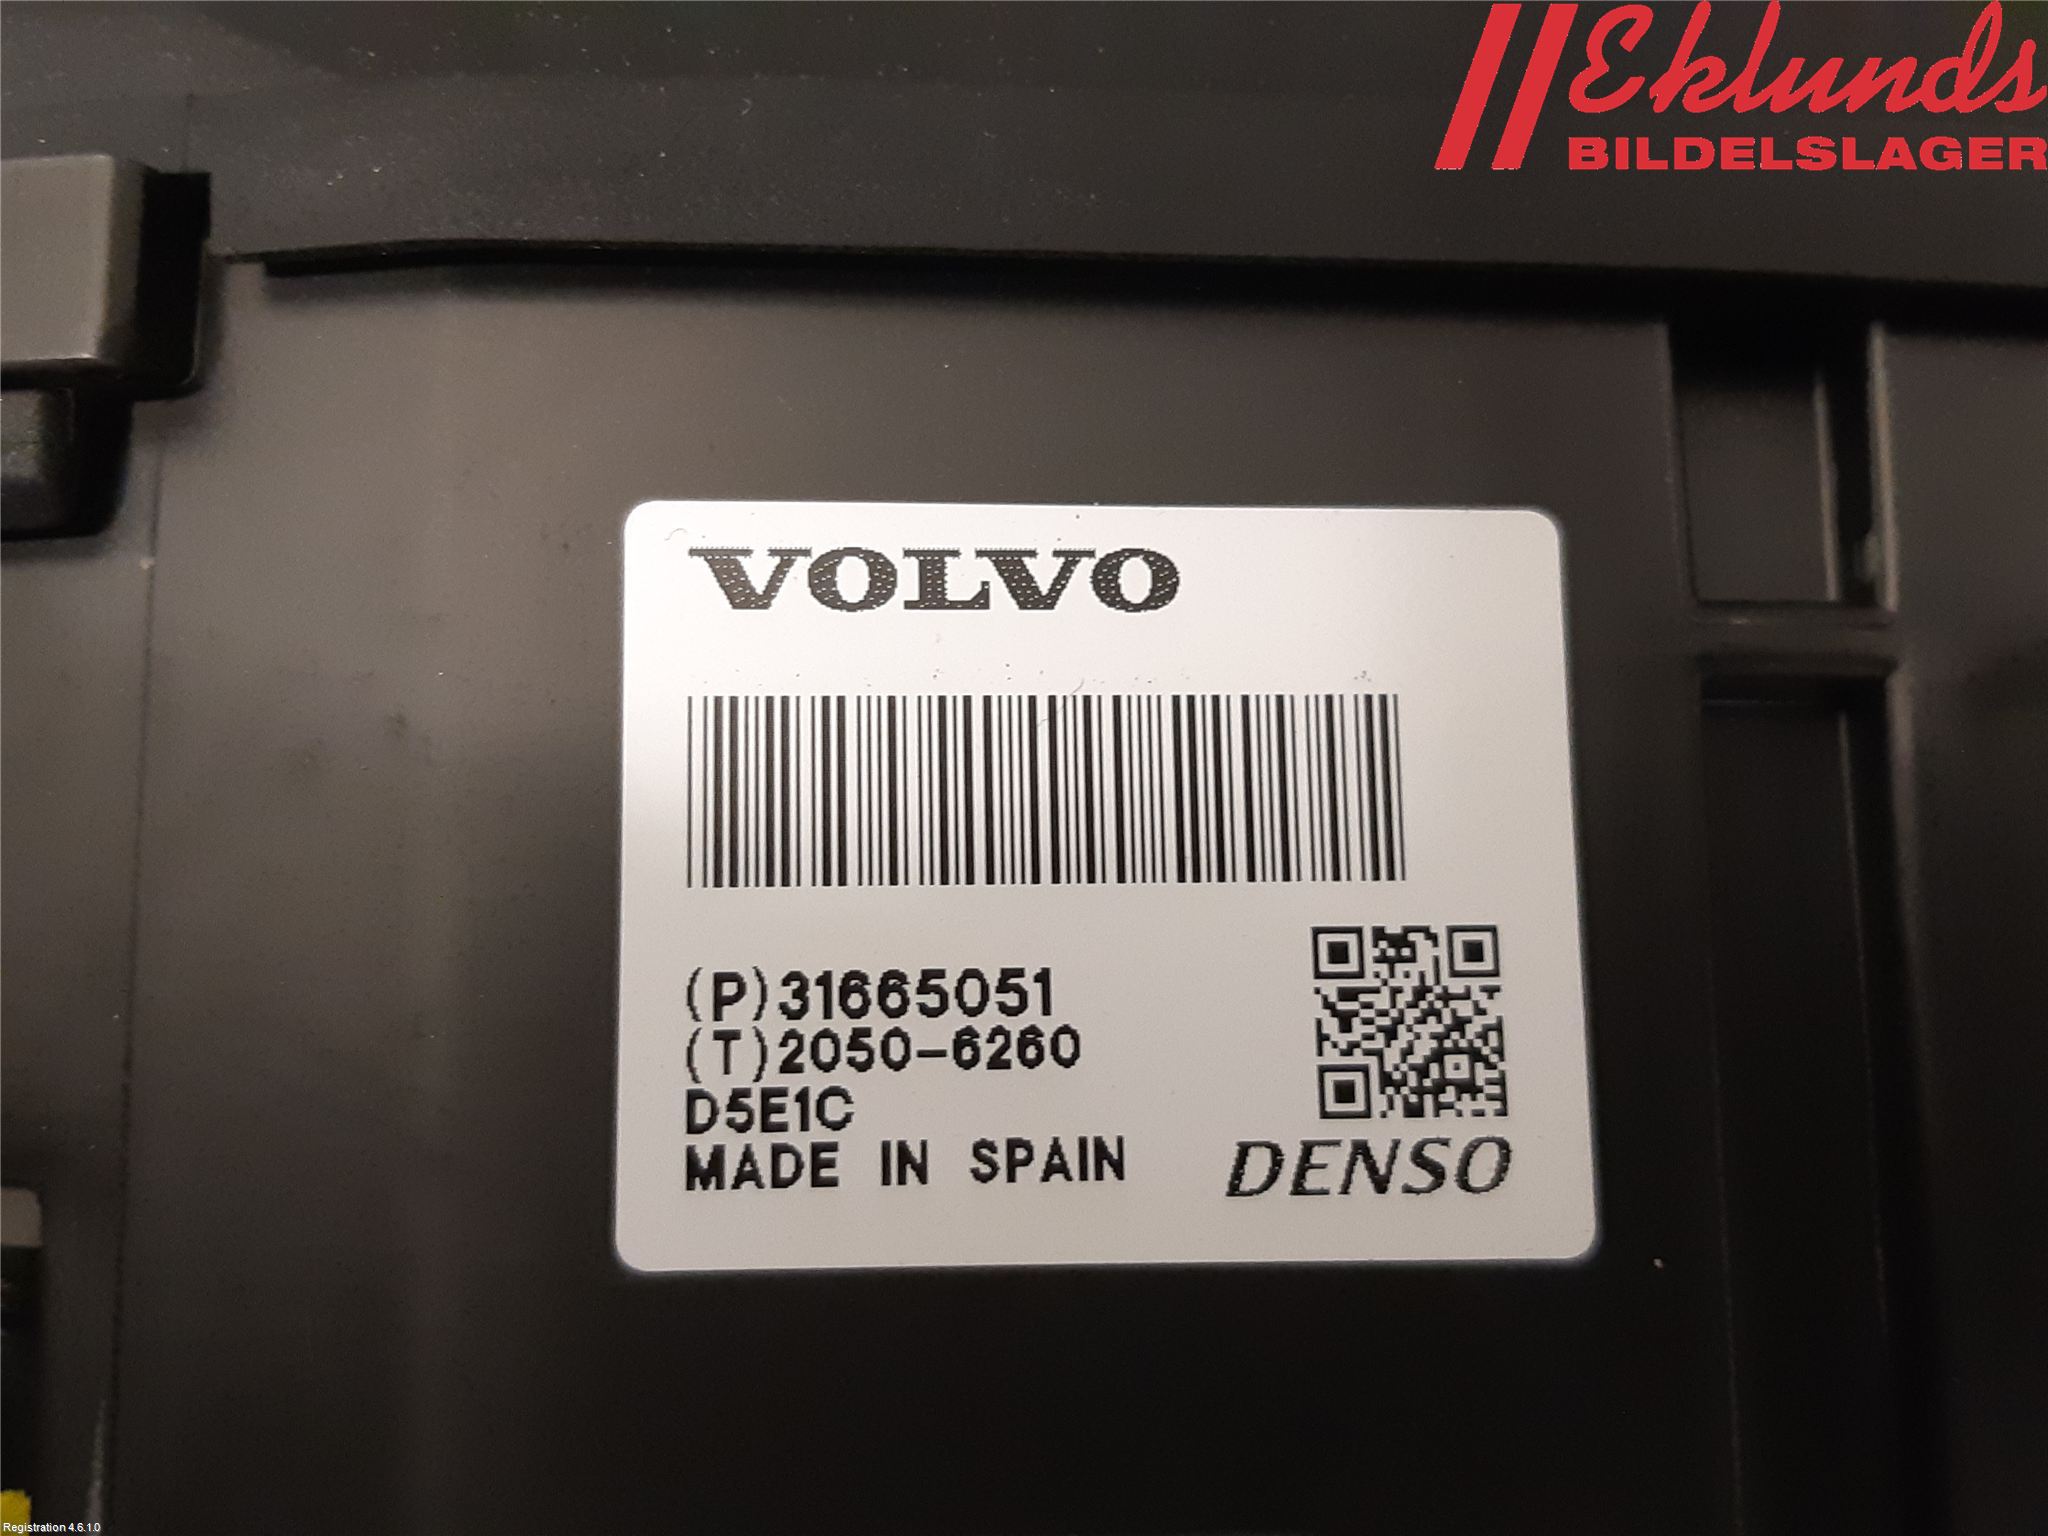 Eklunds
BILDELSLAGER
VOLVO
(P)31665051
(T)2050-6260
D5E1C
MADE IN SPAIN
DENSO
Registration 4.6.1.0